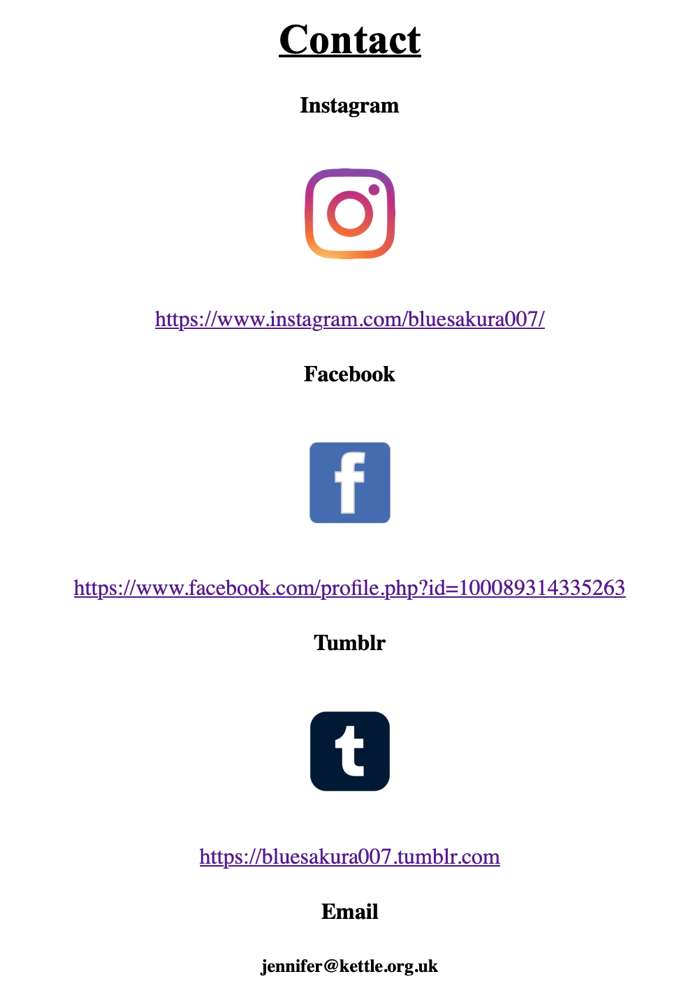 Contact
Instagram
https://www.instagram.com/bluesakura007/
Facebook
f
https://www.facebook.com/profile.php?id=100089314335263
Tumblr
t
https://bluesakura007.tumblr.com
Email
jennifer@kettle.org.uk